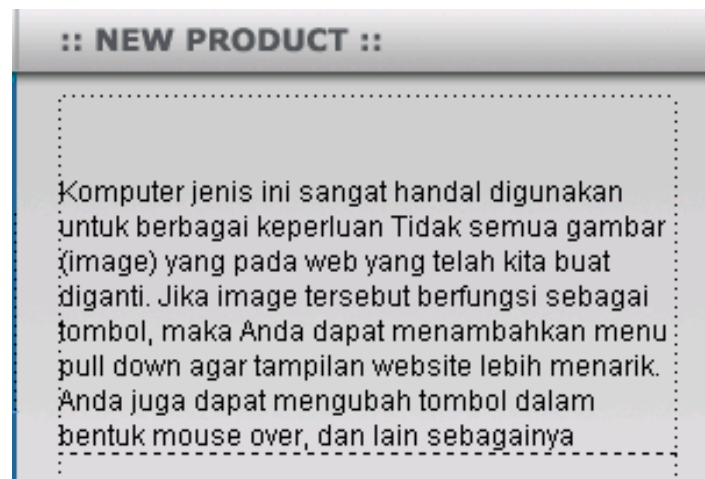 :: NEW PRODUCT ::
Komputer jenis ini sangat handal digunakan
untuk berbagai keperluan Tidak semua gambar
(image) yang pada web yang telah kita buat
diganti. Jika image tersebut berfungsi sebagai
tombol, maka Anda dapat menambahkan menu
pull down agar tampilan website lebih menarik.
Anda juga dapat mengubah tombol dalam
bentuk mouse over, dan lain sebagainya